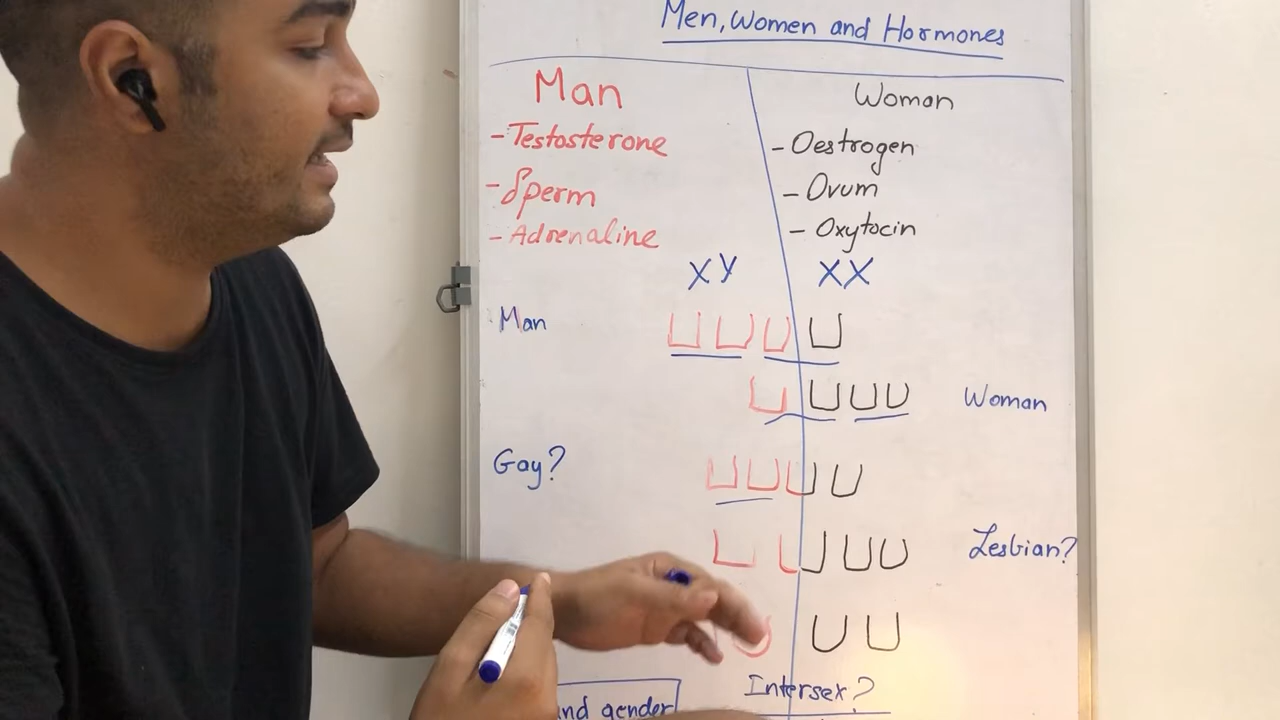 Men, Women and Hormones
Man
Woman
- Testosterone
- Oestrogen
- Sperm
- Ovum
- Adrenaline
- Oxytocin
XY
XX
Man
Woman
Gay?
Lesbian?
Intersex?
and gender